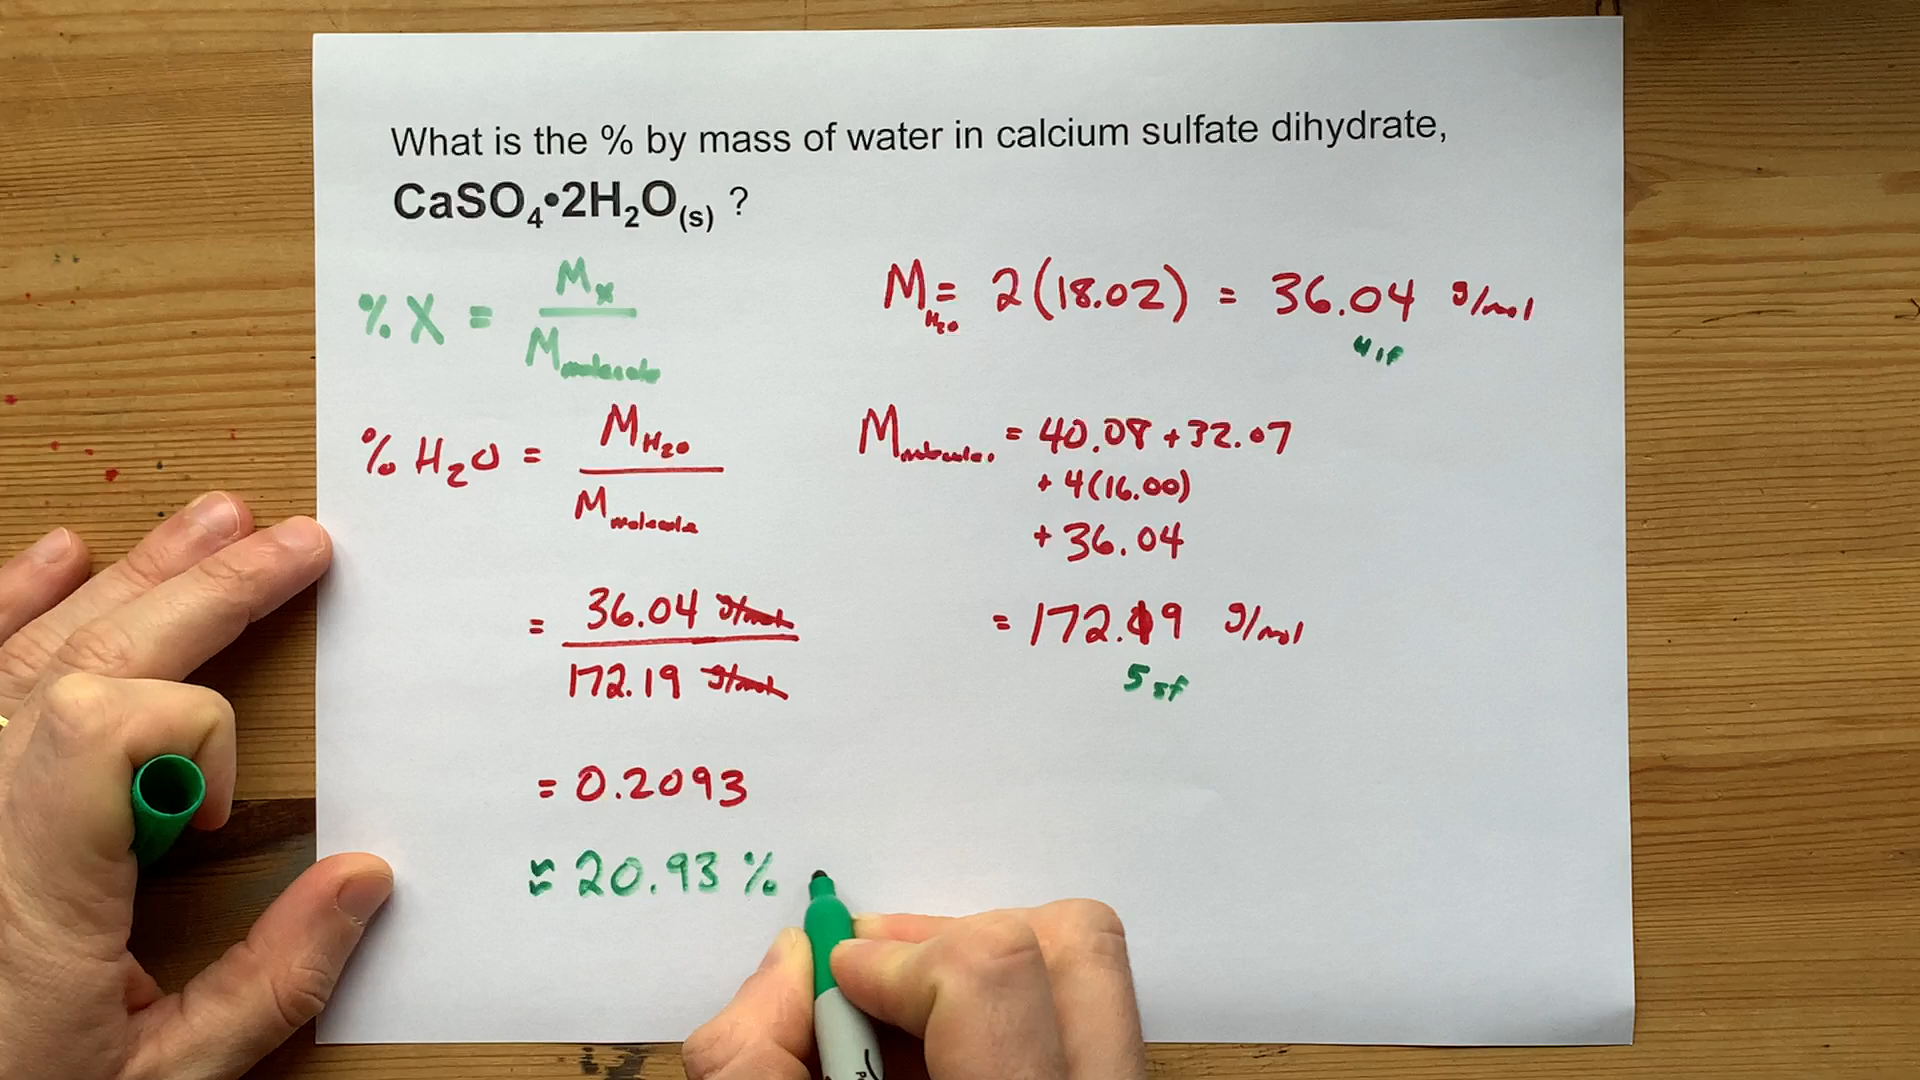 What is the % by mass of water in calcium sulfate dihydrate,
CaSO₄•2H₂O₍s₎ ?
% X = Mx / Mmolecule
% H₂O = M H₂O / Mmolecule
= 36.04 g/mol / 172.19 g/mol
= 0.2093
≈ 20.93 %
M H₂O = 2(18.02) = 36.04 g/mol
4 sf
Mmolecule = 40.08 + 32.07
+ 4(16.00)
+ 36.04
= 172.19 g/mol
5 sf